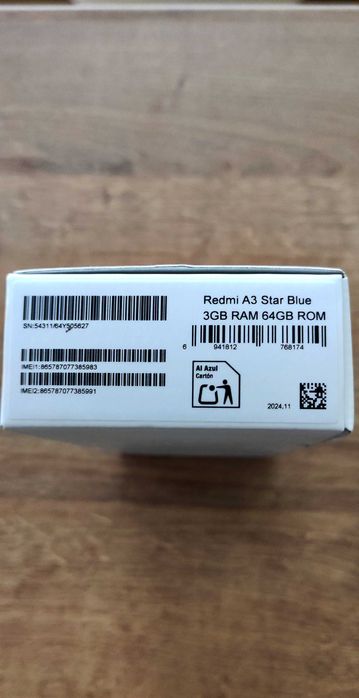 SN:54311/64Y505627
IMEI1:865787077385983
IMEI2:865787077385991
Redmi A3 Star Blue
3GB RAM 64GB ROM
6 941812 768174
Al Azul
Cartón
2024.11